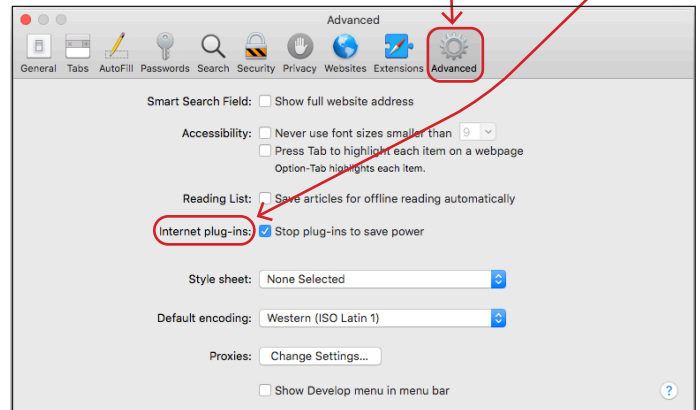 Advanced
General Tabs AutoFill Passwords Search Security Privacy Websites Extensions Advanced
Smart Search Field: Show full website address
Accessibility: Never use font sizes smaller than 9
Press Tab to highlight each item on a webpage
Option-Tab highlights each item.
Reading List: Save articles for offline reading automatically
Internet plug-ins: Stop plug-ins to save power
Style sheet: None Selected
Default encoding: Western (ISO Latin 1)
Proxies: Change Settings...
Show Develop menu in menu bar ?